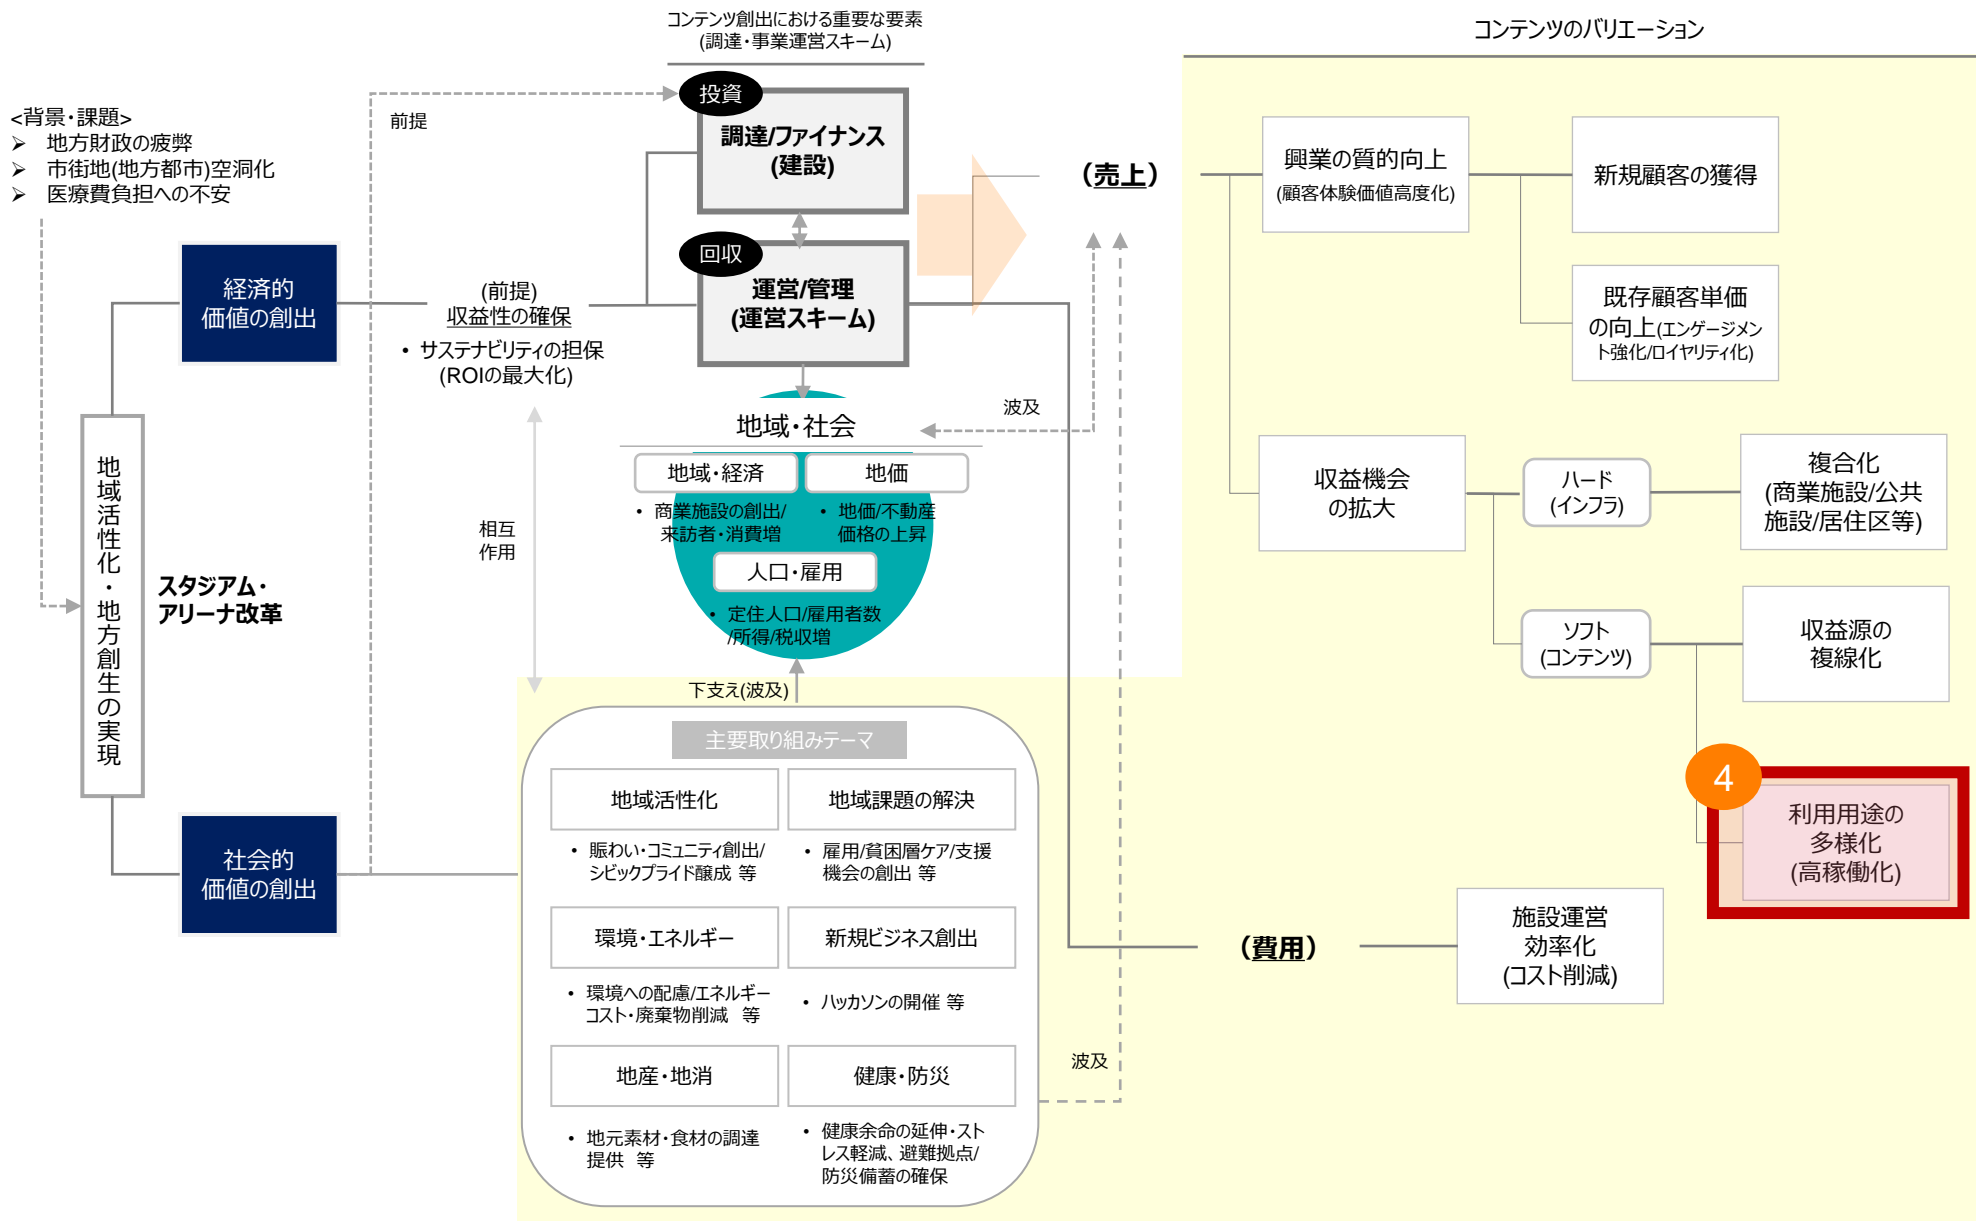 コンテンツ創出における重要な要素
(調達・事業運営スキーム)
コンテンツのバリエーション
<背景・課題>
➢ 地方財政の疲弊
➢ 市街地(地方都市)空洞化
➢ 医療費負担への不安
前提
投資
調達/ファイナンス
(建設)
回収
運営/管理
(運営スキーム)
経済的
価値の創出
(前提)
収益性の確保
• サステナビリティの担保
(ROIの最大化)
地域活性化・地方創生の実現
スタジアム・
アリーナ改革
相互
作用
社会的
価値の創出
地域・社会
地域・経済
• 商業施設の創出/
来訪者・消費増
地価
• 地価/不動産
価格の上昇
人口・雇用
• 定住人口/雇用者数
/所得/税収増
波及
下支え(波及)
主要取り組みテーマ
地域活性化
• 賑わい・コミュニティ創出/
シビックプライド醸成 等
地域課題の解決
• 雇用/貧困層ケア/支援
機会の創出 等
環境・エネルギー
• 環境への配慮/エネルギー
コスト・廃棄物削減 等
新規ビジネス創出
• ハッカソンの開催 等
地産・地消
• 地元素材・食材の調達
提供 等
健康・防災
• 健康余命の延伸・スト
レス軽減、避難拠点/
防災備蓄の確保
波及
(売上)
興業の質的向上
(顧客体験価値高度化)
新規顧客の獲得
既存顧客単価
の向上(エンゲージメン
ト強化/ロイヤリティ化)
収益機会
の拡大
ハード
(インフラ)
複合化
(商業施設/公共
施設/居住区等)
ソフト
(コンテンツ)
収益源の
複線化
4
利用用途の
多様化
(高稼働化)
(費用)
施設運営
効率化
(コスト削減)